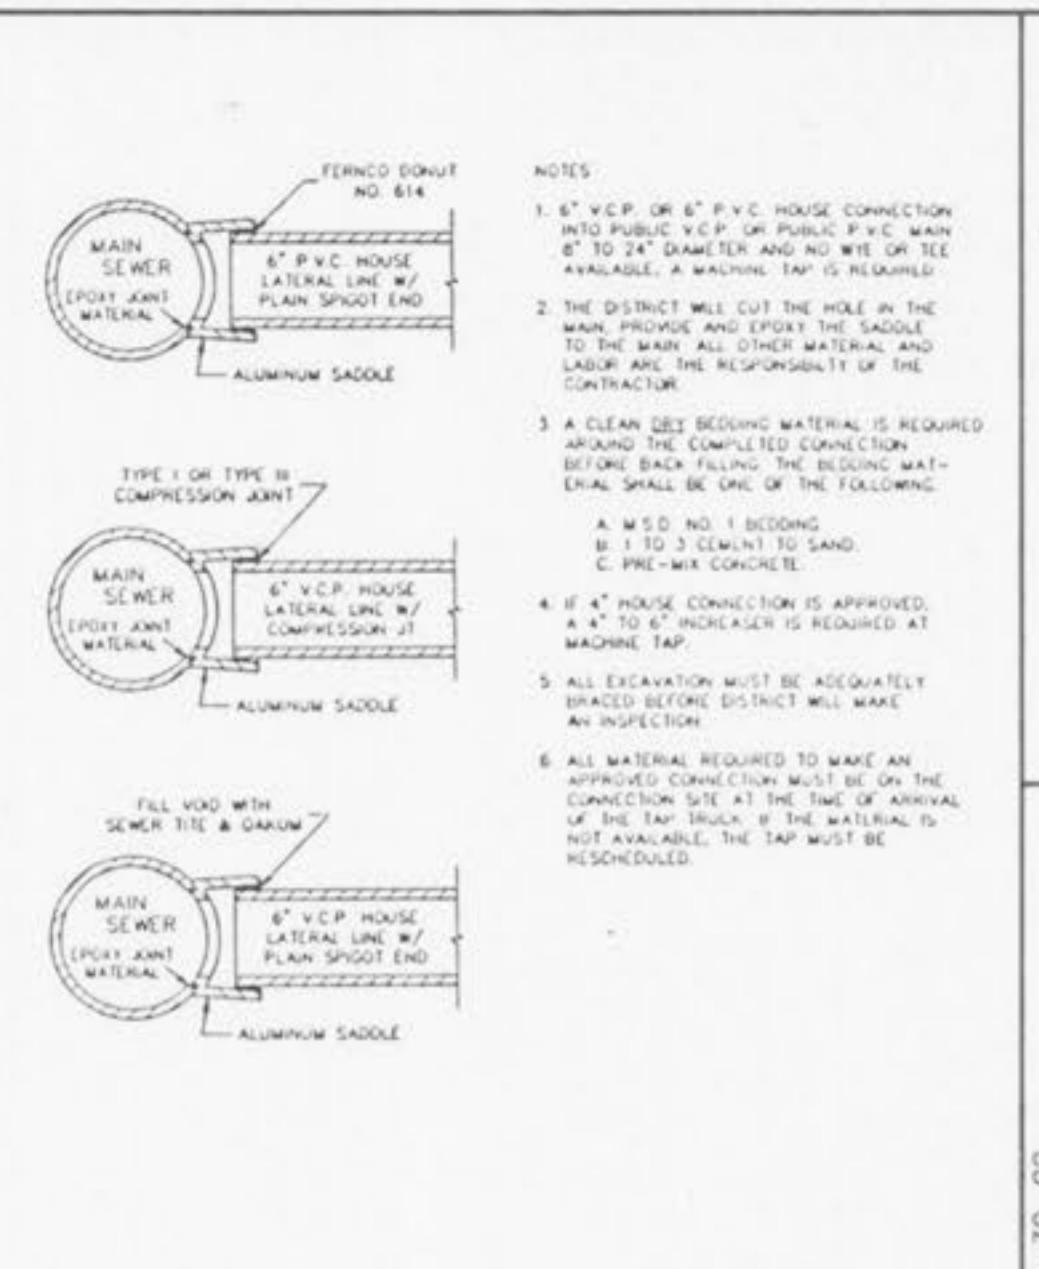 FERNCO DONUT
NO. 614
MAIN
SEWER
EPOXY JOINT
MATERIAL
6" P.V.C. HOUSE
LATERAL LINE W/
PLAIN SPIGOT END
ALUMINUM SADDLE
TYPE I OR TYPE III
COMPRESSION JOINT
MAIN
SEWER
EPOXY JOINT
MATERIAL
6" V.C.P. HOUSE
LATERAL LINE W/
COMPRESSION JT
ALUMINUM SADDLE
FILL VOID WITH
SEWER TITE & OAKUM
MAIN
SEWER
EPOXY JOINT
MATERIAL
6" V.C.P. HOUSE
LATERAL LINE W/
PLAIN SPIGOT END
ALUMINUM SADDLE
NOTES
1. 6" V.C.P. OR 6" P.V.C. HOUSE CONNECTION
INTO PUBLIC V.C.P. OR PUBLIC P.V.C. MAIN
8" TO 24" DIAMETER AND NO WYE OR TEE
AVAILABLE, A MACHINE TAP IS REQUIRED
2. THE DISTRICT WILL CUT THE HOLE IN THE
MAIN, PROVIDE AND EPOXY THE SADDLE
TO THE MAIN. ALL OTHER MATERIAL AND
LABOR ARE THE RESPONSIBILTY OF THE
CONTRACTOR
3. A CLEAN DRY BEDDING MATERIAL IS REQUIRED
AROUND THE COMPLETED CONNECTION
BEFORE BACK FILLING. THE BEDDING MAT-
ERIAL SHALL BE ONE OF THE FOLLOWING:
A. M.S.D. NO. 1 BEDDING
B. 1 TO 3 CEMENT TO SAND.
C. PRE-MIX CONCRETE.
4. IF 4" HOUSE CONNECTION IS APPROVED,
A 4" TO 6" INCREASER IS REQUIRED AT
MACHINE TAP.
5. ALL EXCAVATION MUST BE ADEQUATELY
BRACED BEFORE DISTRICT WILL MAKE
AN INSPECTION
6. ALL MATERIAL REQUIRED TO MAKE AN
APPROVED CONNECTION MUST BE ON THE
CONNECTION SITE AT THE TIME OF ARRIVAL
OF THE TAP TRUCK. IF THE MATERIAL IS
NOT AVAILABLE, THE TAP MUST BE
RESCHEDULED.